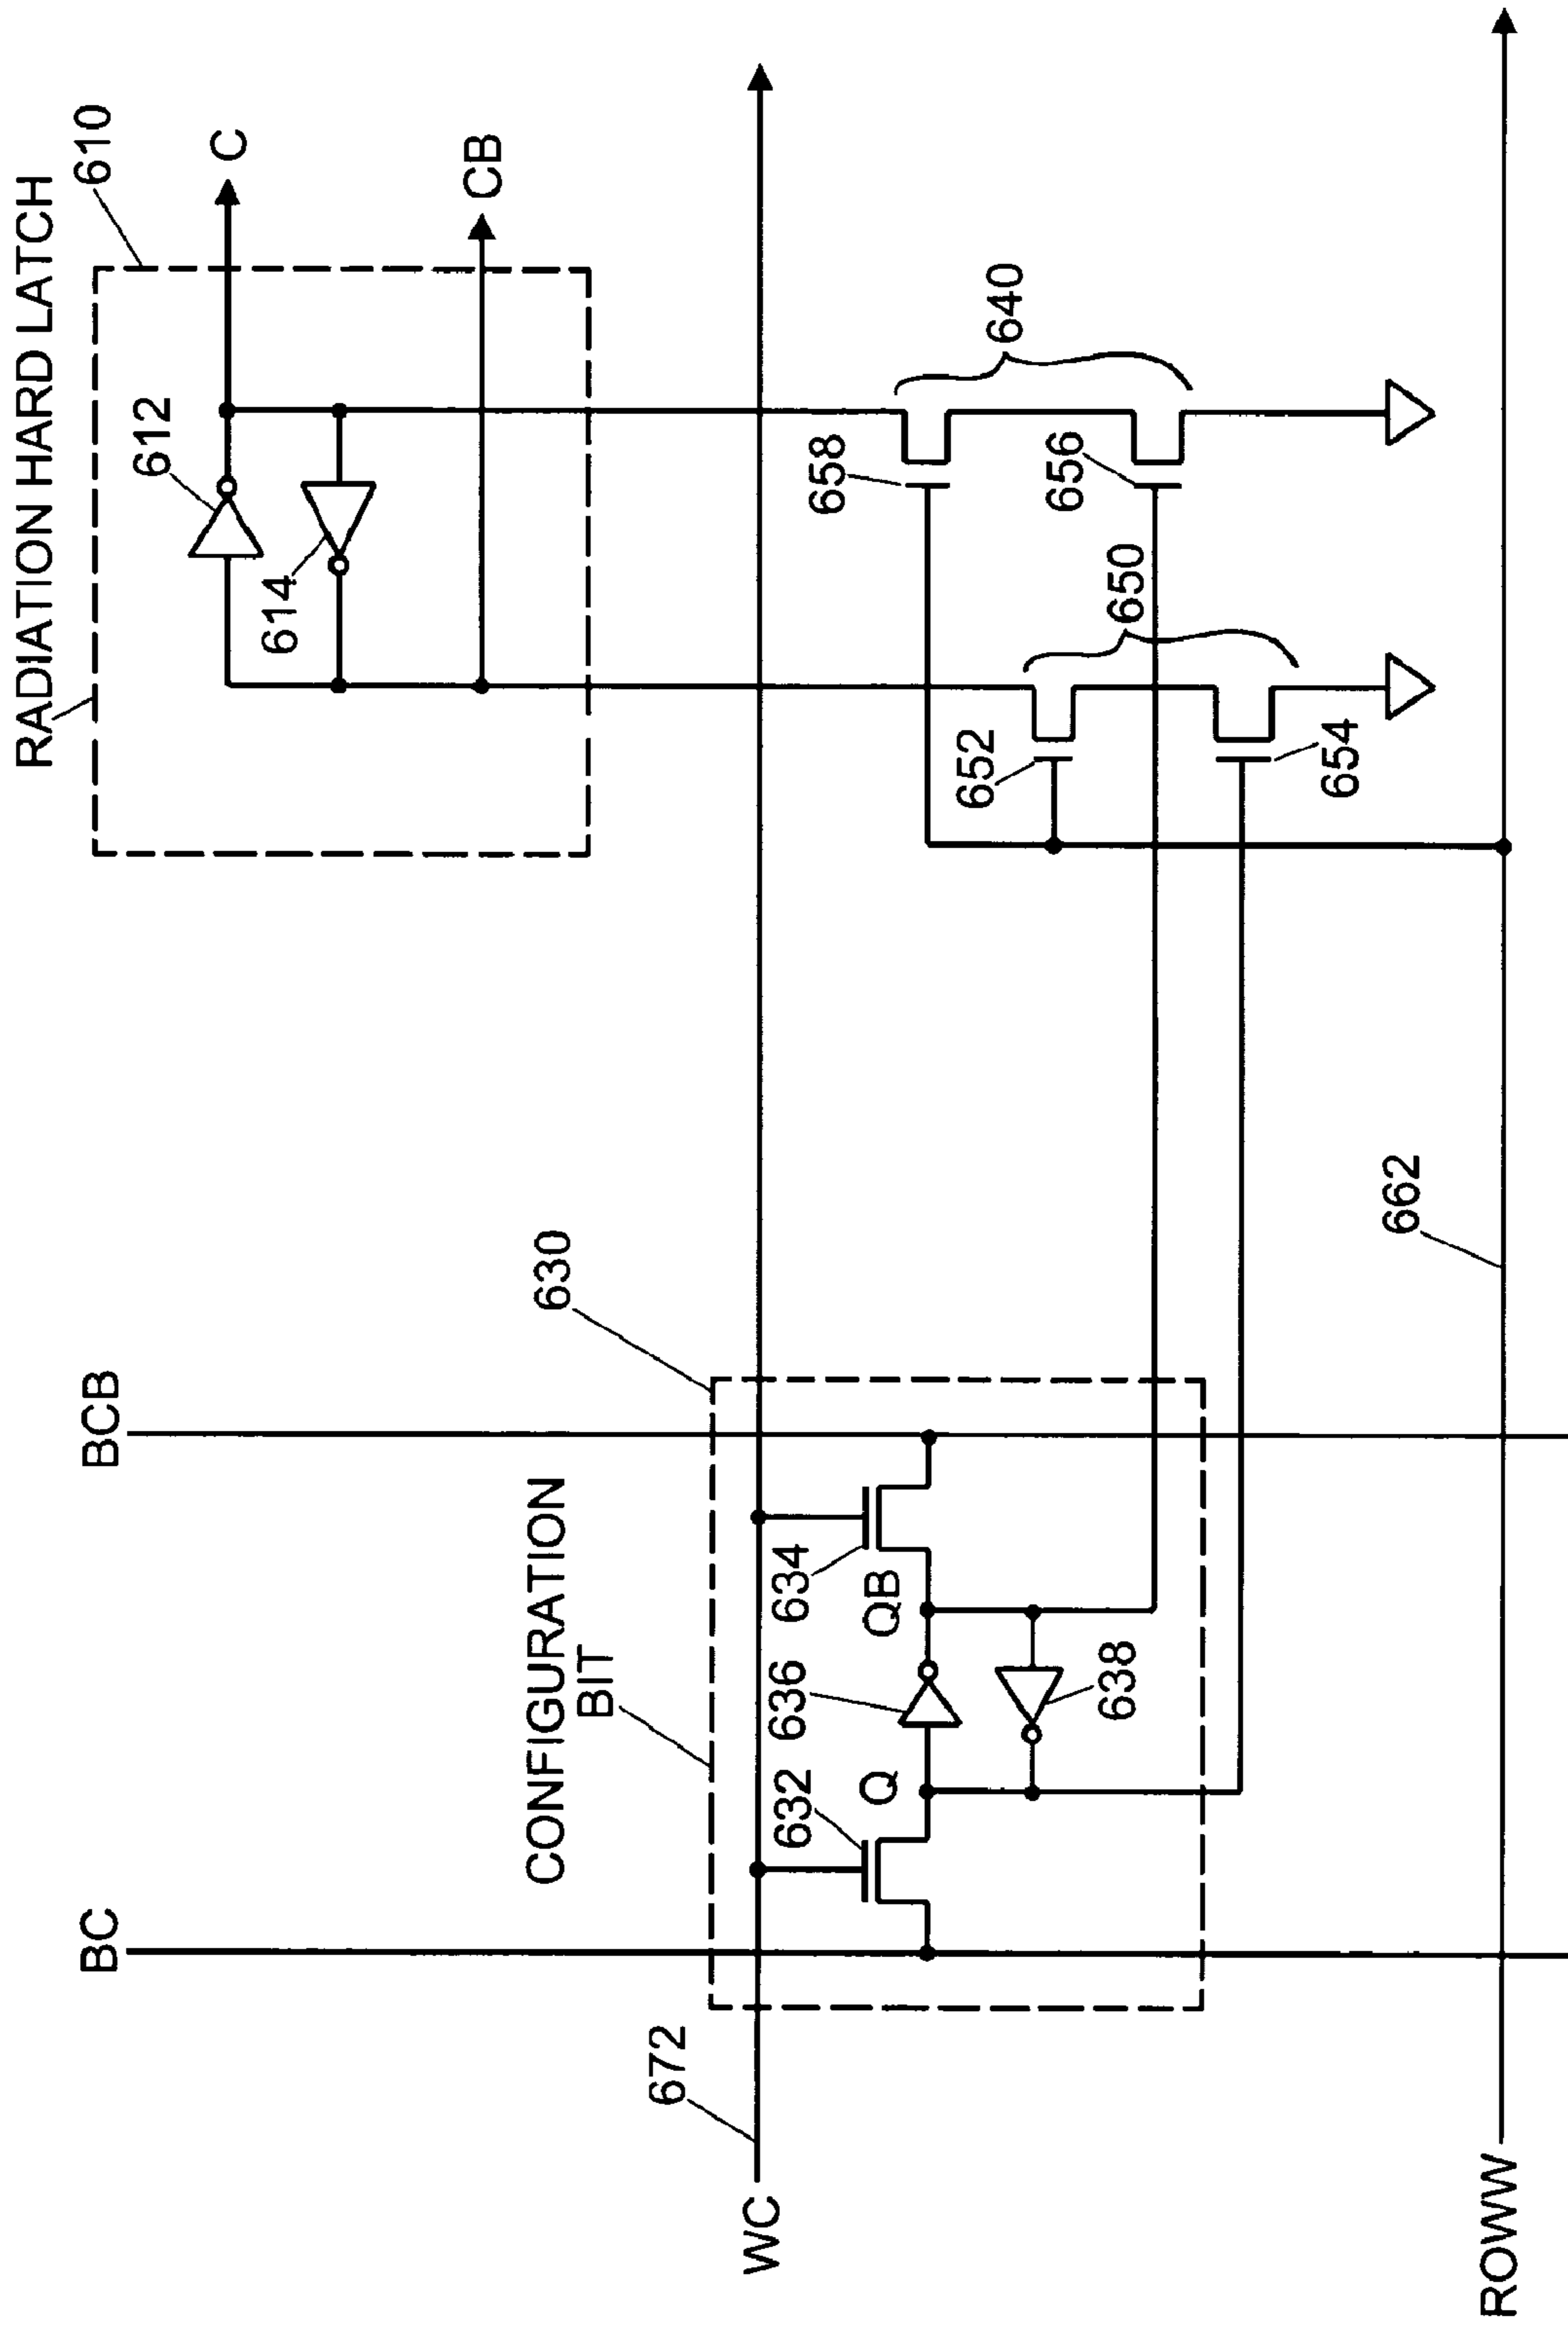 RADIATION HARD LATCH
610
C
CB
612
614
640
658
656
650
652
654
662
630
BCB
CONFIGURATION
BIT
634
QB
636
638
Q
632
BC
672
WC
ROWW